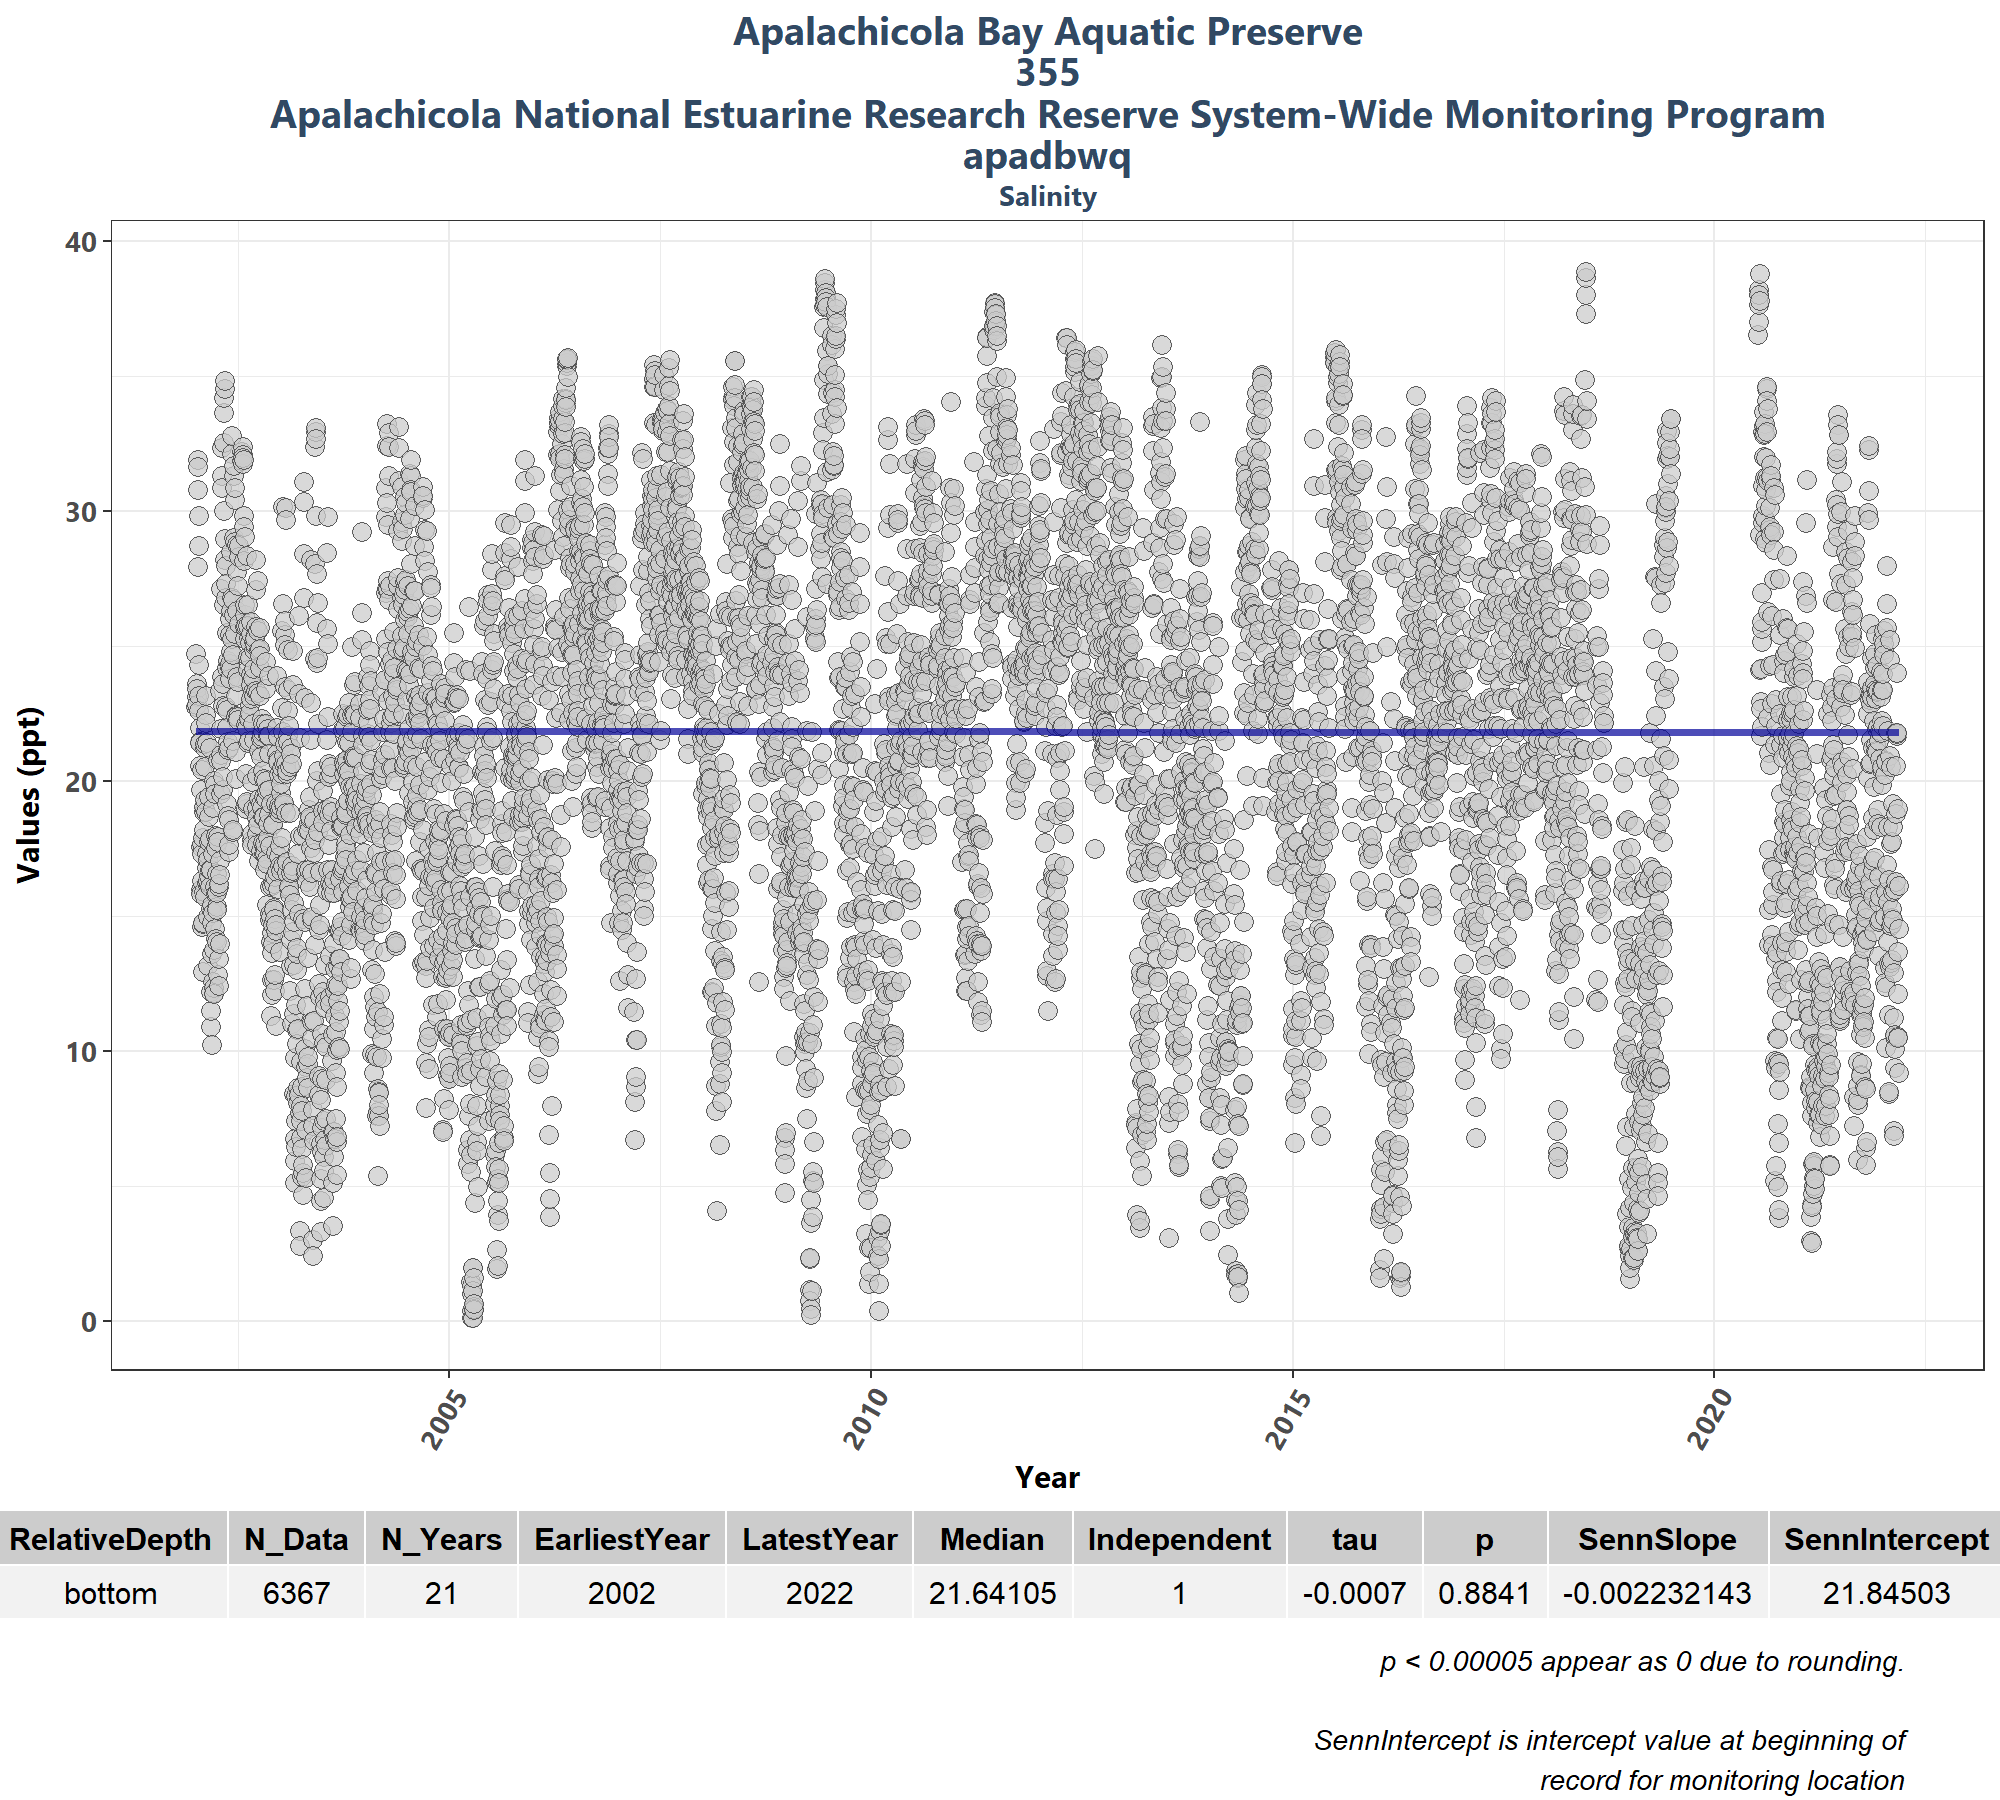 Apalachicola Bay Aquatic Preserve
355
Apalachicola National Estuarine Research Reserve System-Wide Monitoring Program
apadbwq
Salinity
40
30
20
10
0
Values (ppt)
2005 2010 2015 2020
Year
RelativeDepth N_Data N_Years EarliestYear LatestYear Median Independent tau p SennSlope SennIntercept
bottom 6367 21 2002 2022 21.64105 1 -0.0007 0.8841 -0.002232143 21.84503
p < 0.00005 appear as 0 due to rounding.
SennIntercept is intercept value at beginning of
record for monitoring location